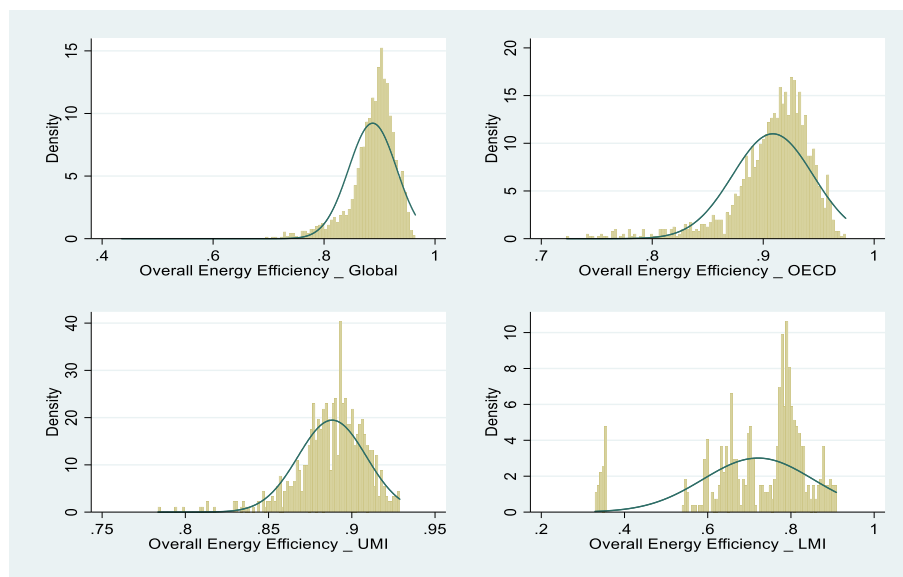 15
10
5
0
Density
.4 .6 .8 1
Overall Energy Efficiency _ Global
20
15
10
5
0
Density
.7 .8 .9 1
Overall Energy Efficiency _ OECD
40
30
20
10
0
Density
.75 .8 .85 .9 .95
Overall Energy Efficiency _ UMI
10
8
6
4
2
0
Density
.2 .4 .6 .8 1
Overall Energy Efficiency _ LMI